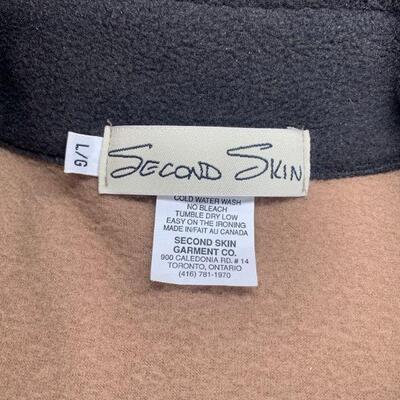 L/G
SECOND SKIN
COLD WATER WASH
NO BLEACH
TUMBLE DRY LOW
EASY ON THE IRONING
MADE IN/FAIT AU CANADA
SECOND SKIN
GARMENT CO.
900 CALEDONIA RD. # 14
TORONTO, ONTARIO
(416) 781-1970